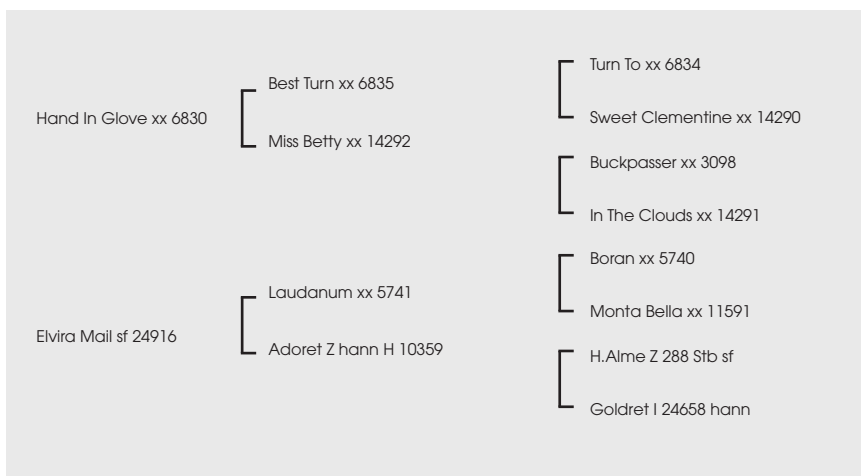 Hand In Glove xx 6830
Best Turn xx 6835
Miss Betty xx 14292
Turn To xx 6834
Sweet Clementine xx 14290
Buckpasser xx 3098
In The Clouds xx 14291
Elvira Mail sf 24916
Laudanum xx 5741
Adoret Z hann H 10359
Boran xx 5740
Monta Bella xx 11591
H.Alme Z 288 Stb sf
Goldret I 24658 hann